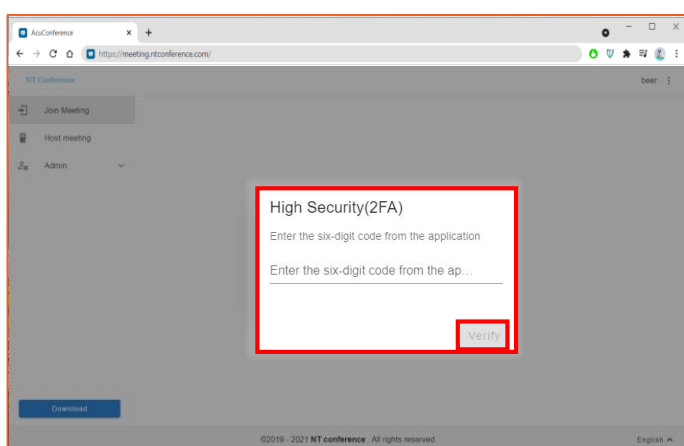 AcuConference
https://meeting.ntconference.com/
NT Conference
beer
Join Meeting
Host meeting
Admin
High Security(2FA)
Enter the six-digit code from the application
Enter the six-digit code from the ap...
Verify
Download
©2019 - 2021 NT conference . All rights reserved.
English